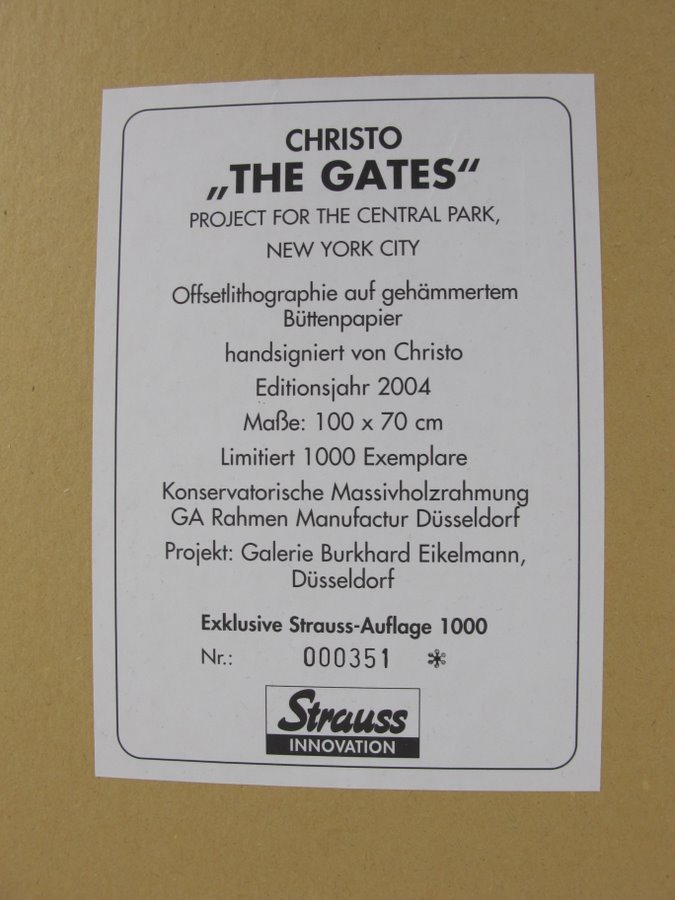 CHRISTO
„THE GATES“
PROJECT FOR THE CENTRAL PARK,
NEW YORK CITY
Offsetlithographie auf gehämmertem
Büttenpapier
handsigniert von Christo
Editionsjahr 2004
Maße: 100 x 70 cm
Limitiert 1000 Exemplare
Konservatorische Massivholzrahmung
GA Rahmen Manufactur Düsseldorf
Projekt: Galerie Burkhard Eikelmann,
Düsseldorf
Exklusive Strauss-Auflage 1000
Nr.: 000351 *
Strauss
INNOVATION